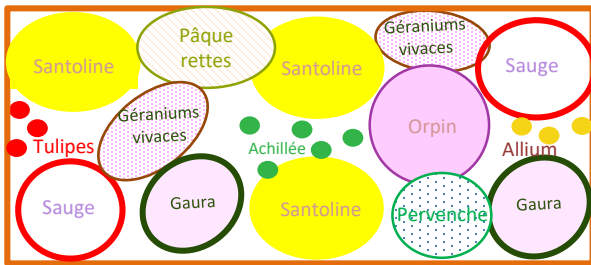 Santoline
Pâque
rettes
Santoline
Géraniums
vivaces
Sauge
Géraniums
vivaces
Tulipes
Achillée
Orpin
Allium
Sauge
Gaura
Santoline
Pervenche
Gaura